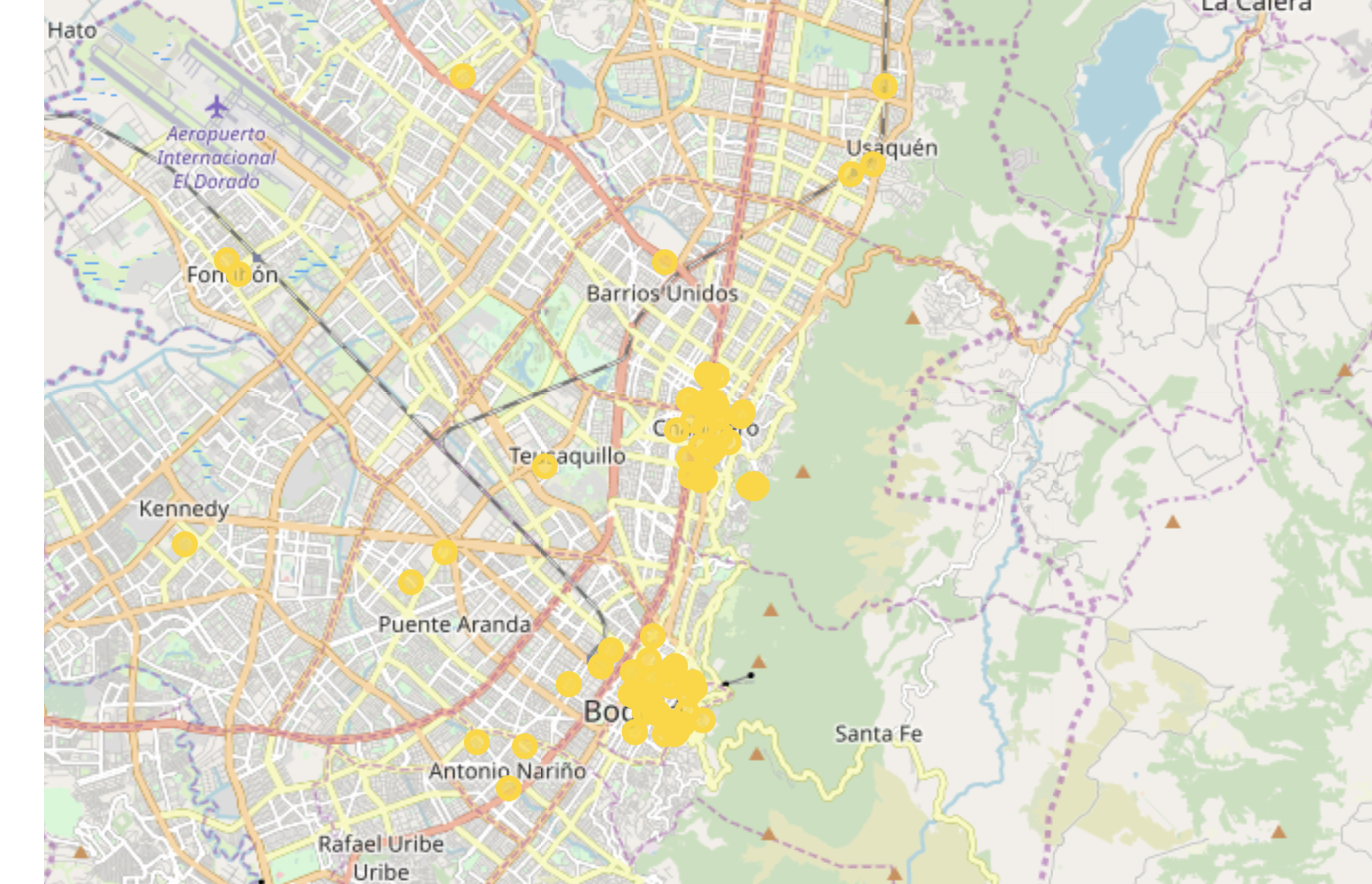 La Calera
Hato
Aeropuerto
Internacional
El Dorado
Usaquén
Barrios Unidos
Teusaquillo
Kennedy
Puente Aranda
Santa Fe
Antonio Nariño
Rafael Uribe
Uribe